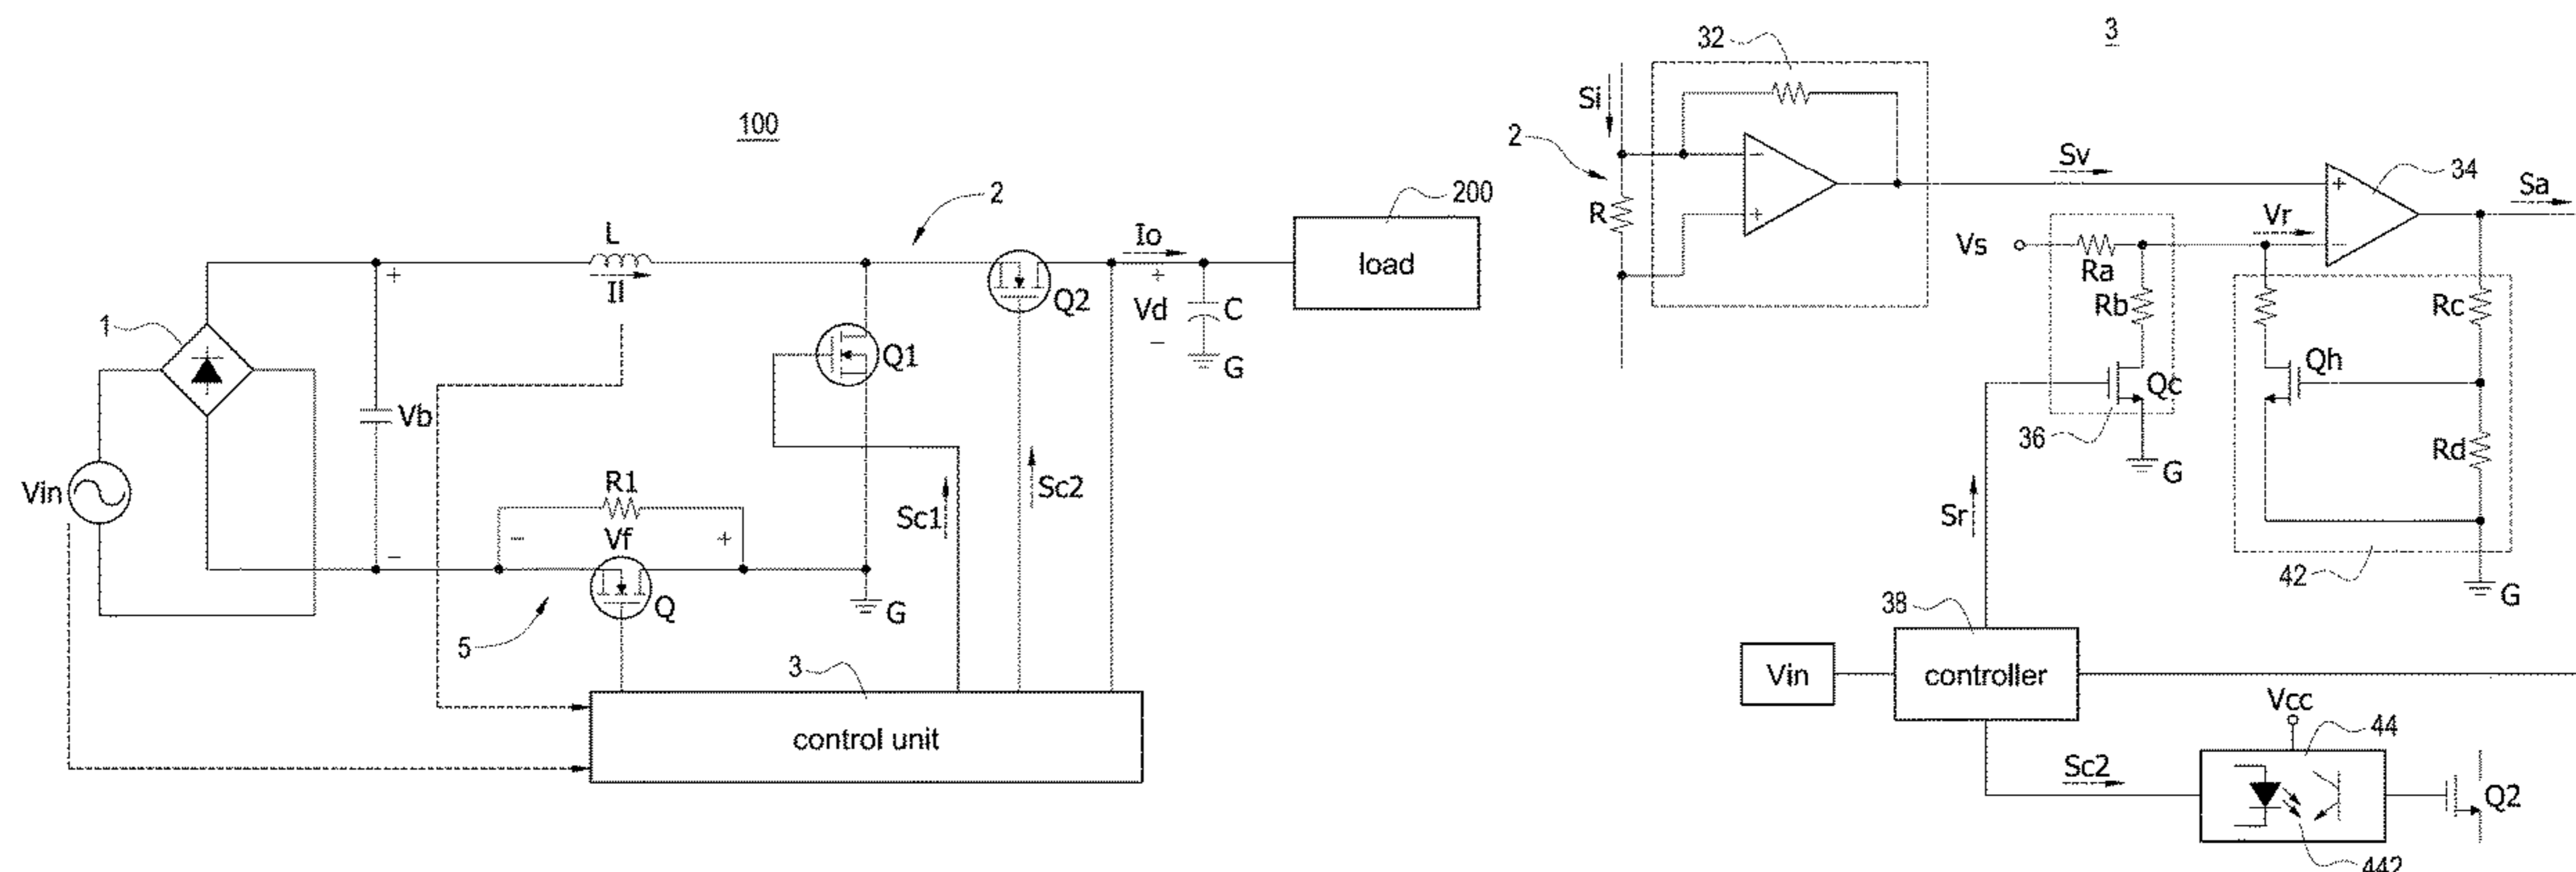 100
2
L
Il
Io
200
load
+
Vd
−
C
G
Q2
Q1
1
+
Vb
−
Vin
R1
−
Vf
+
Q
5
G
Sc1
Sc2
3
control unit
3
32
Si
2
R
−
+
Sv
34
+
−
Sa
Vr
Vs
Ra
Rb
Qc
36
G
Qh
Rc
Rd
42
G
Sr
38
Vin
controller
Vcc
44
Sc2
Q2
442